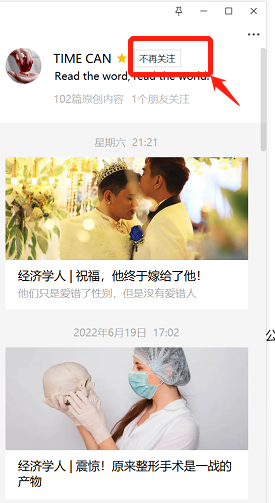 TIME CAN ⭐ 不再关注
Read the word, read the world!
102篇原创内容 1个朋友关注
星期六 21:21
经济学人 | 祝福，他终于嫁给了他！
他们只是爱错了性别，但是没有爱错人
2022年6月19日 17:02
公
经济学人 | 震惊！原来整形手术是一战的
产物